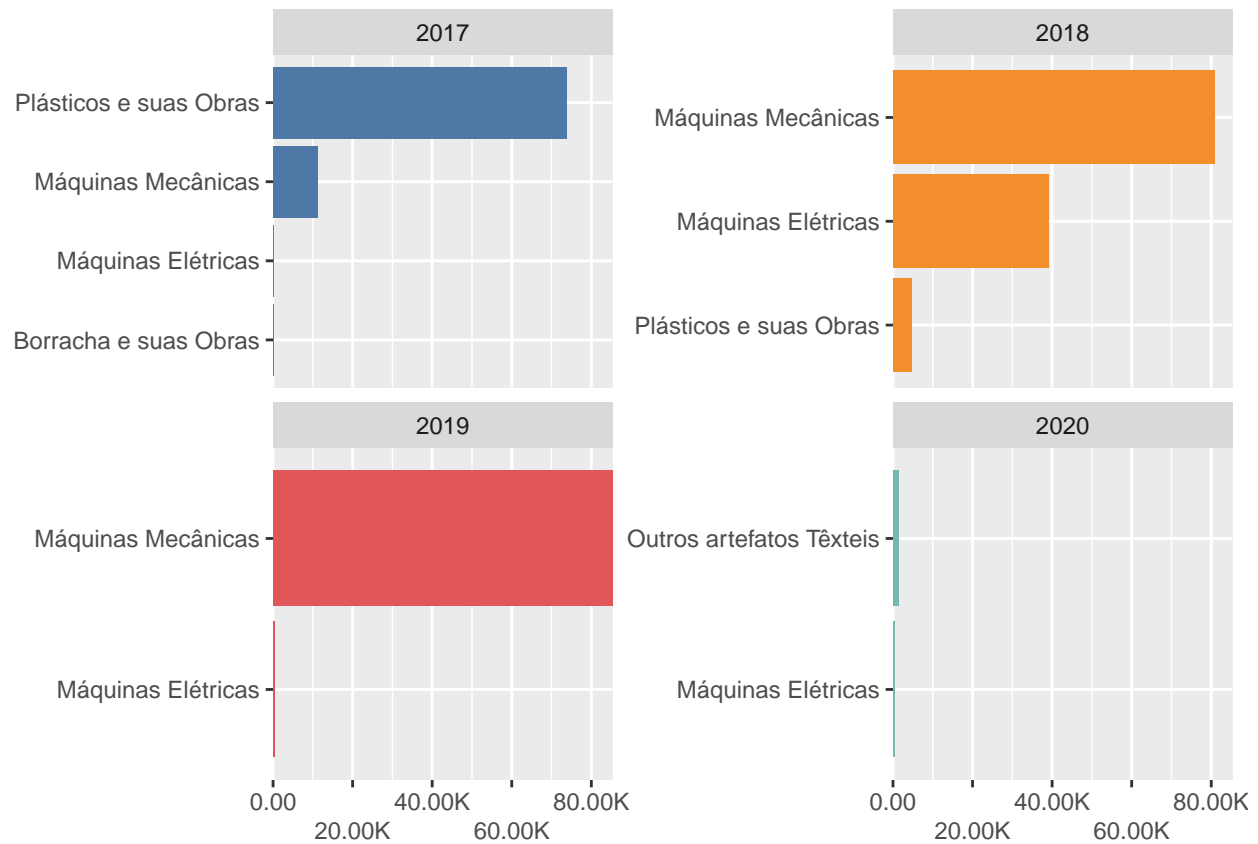 2017
Plásticos e suas Obras
Máquinas Mecânicas
Máquinas Elétricas
Borracha e suas Obras
2018
Máquinas Mecânicas
Máquinas Elétricas
Plásticos e suas Obras
2019
Máquinas Mecânicas
Máquinas Elétricas
0.00 40.00K 80.00K
20.00K 60.00K
2020
Outros artefatos Têxteis
Máquinas Elétricas
0.00 40.00K 80.00K
20.00K 60.00K